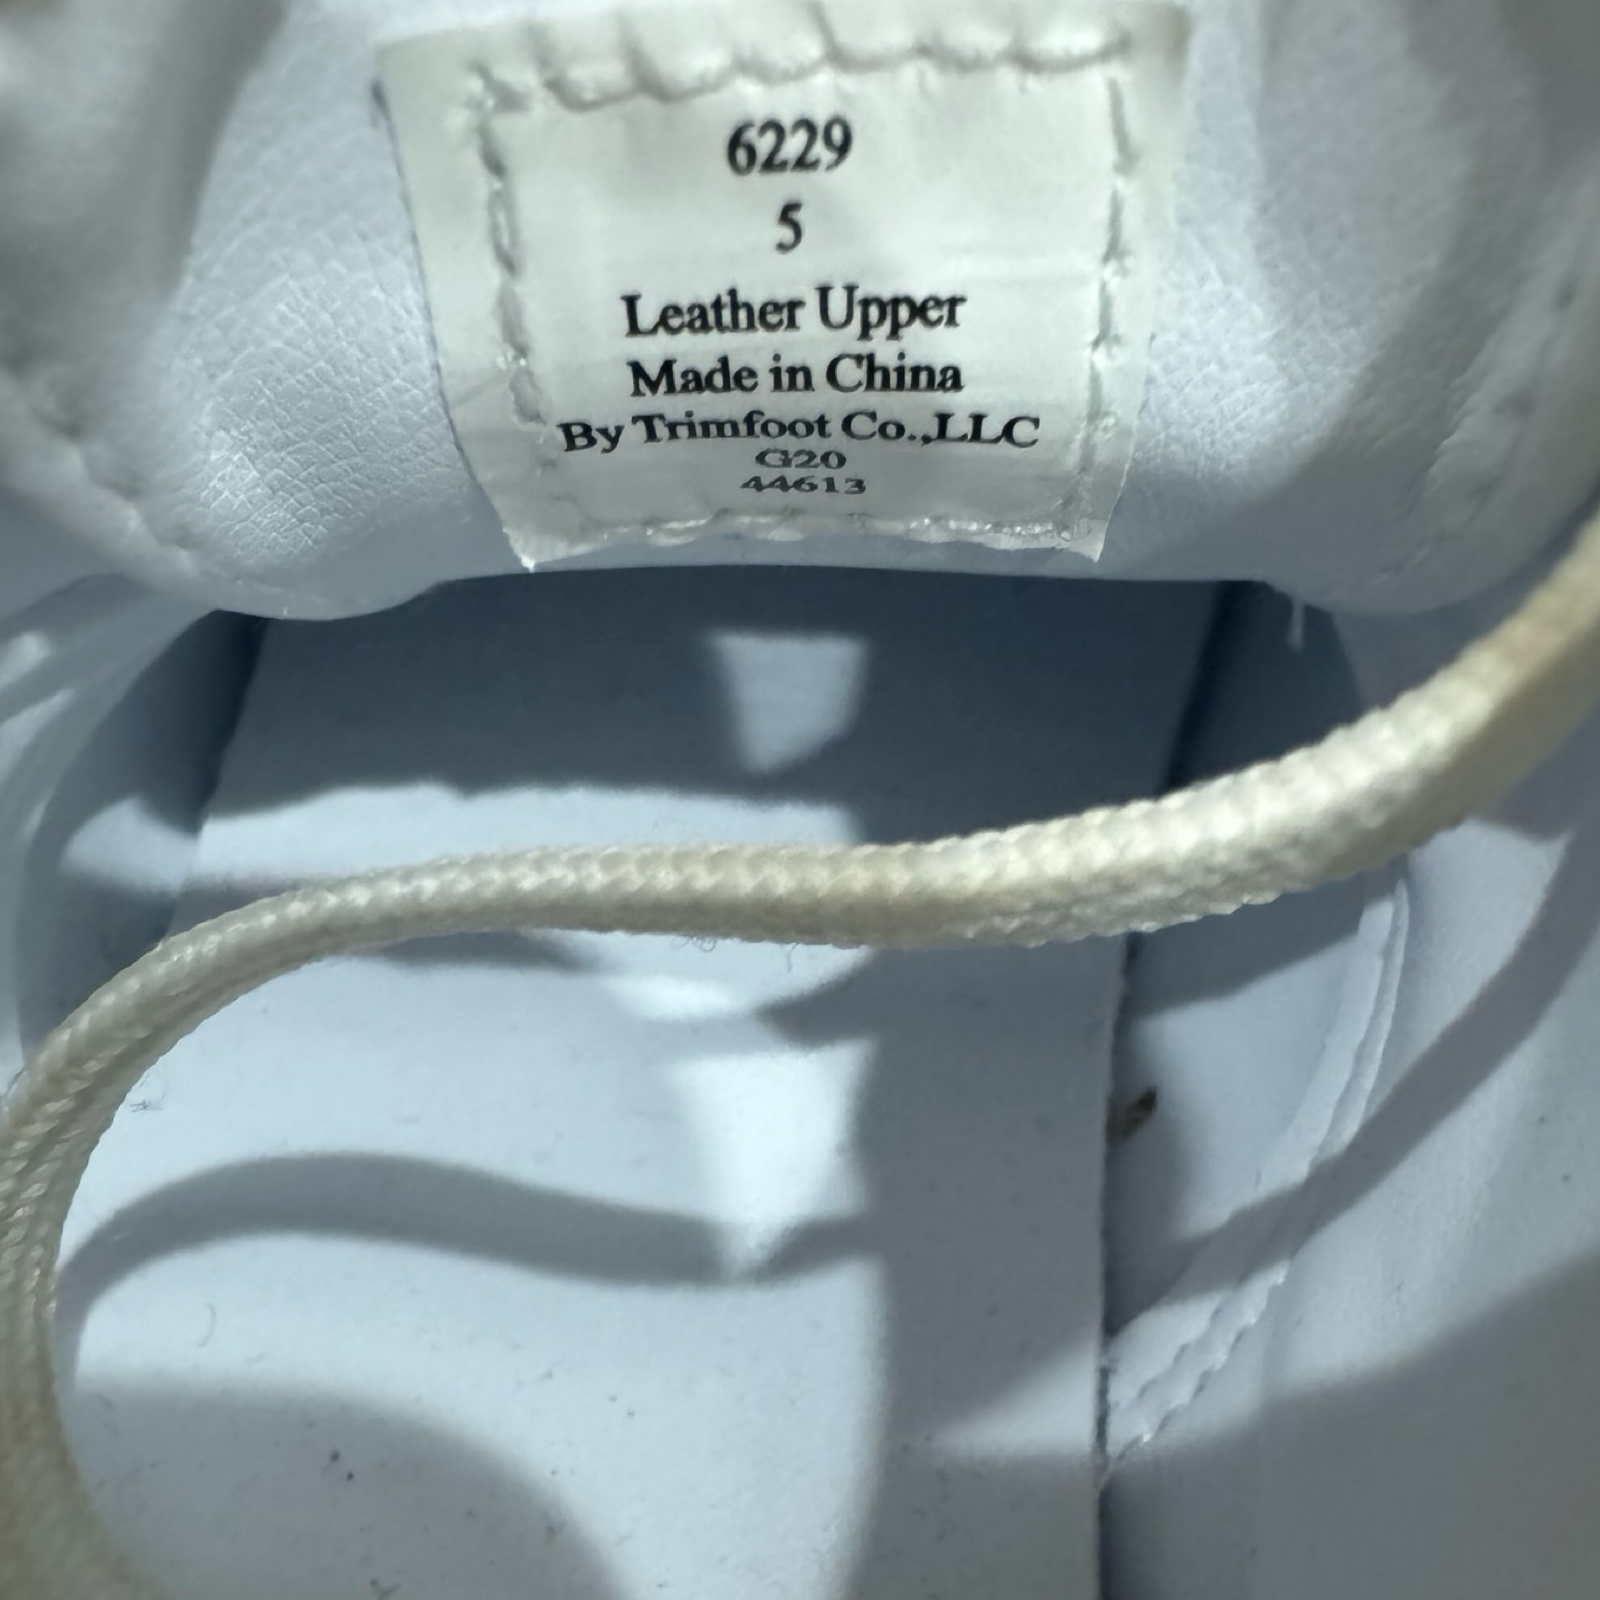 6229
5
Leather Upper
Made in China
By Trimfoot Co.,LLC
G20
44613